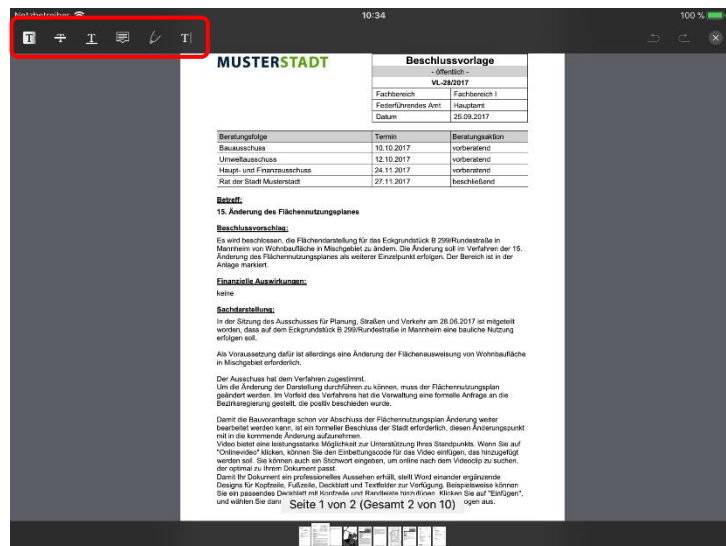 Netzbetreiber 10:34 100 %
T T T T
MUSTERSTADT
Beschlussvorlage
- öffentlich -
VL-28/2017
Fachbereich Fachbereich I
Federführendes Amt Hauptamt
Datum 25.09.2017
Beratungsfolge Termin Beratungsaktion
Bauausschuss 10.10.2017 vorberatend
Umweltausschuss 12.10.2017 vorberatend
Haupt- und Finanzausschuss 24.11.2017 vorberatend
Rat der Stadt Musterstadt 27.11.2017 beschließend
Betreff:
15. Änderung des Flächennutzungsplanes
Beschlussvorschlag:
Es wird beschlossen, die Flächendarstellung für das Eckgrundstück B 299/Rundestraße in
Mannheim von Wohnbaufläche in Mischgebiet zu ändern. Die Änderung soll im Verfahren der 15.
Änderung des Flächennutzungsplanes als weiterer Einzelpunkt erfolgen. Der Bereich ist in der
Anlage markiert.
Finanzielle Auswirkungen:
keine
Sachdarstellung:
In der Sitzung des Ausschusses für Planung, Straßen und Verkehr am 28.06.2017 ist mitgeteilt
worden, dass auf dem Eckgrundstück B 299/Rundestraße in Mannheim eine bauliche Nutzung
erfolgen soll.
Als Voraussetzung dafür ist allerdings eine Änderung der Flächenausweisung von Wohnbaufläche
in Mischgebiet erforderlich.
Der Ausschuss hat dem Verfahren zugestimmt.
Um die Änderung der Darstellung durchführen zu können, muss der Flächennutzungsplan
geändert werden. Im Vorfeld des Verfahrens hat die Verwaltung eine formelle Anfrage an die
Bezirksregierung gestellt, die positiv beschieden wurde.
Damit die Bauvoranfrage schon vor Abschluss der Flächennutzungsplan Änderung weiter
bearbeitet werden kann, ist ein formeller Beschluss der Stadt erforderlich, diesen Änderungspunkt
mit in die kommende Änderung aufzunehmen.
Video bietet eine leistungsstarke Möglichkeit zur Unterstützung Ihres Standpunkts. Wenn Sie auf
"Onlinevideo" klicken, können Sie den Einbettungscode für das Video einfügen, das hinzugefügt
werden soll. Sie können auch ein Stichwort eingeben, um online nach dem Videoclip zu suchen,
der optimal zu Ihrem Dokument passt.
Damit Ihr Dokument ein professionelles Aussehen erhält, stellt Word einander ergänzende
Designs für Kopfzeile, Fußzeile, Deckblatt und Textfelder zur Verfügung. Beispielsweise können
Sie ein passendes Deckblatt mit Kopfzeile und Randleiste hinzufügen. Klicken Sie auf "Einfügen",
und wählen Sie dann ogen aus.
Seite 1 von 2 (Gesamt 2 von 10)